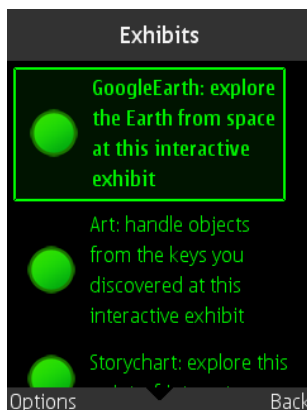 Exhibits
GoogleEarth: explore
the Earth from space
at this interactive
exhibit
Art: handle objects
from the keys you
discovered at this
interactive exhibit
Storychart: explore this
Options
Back